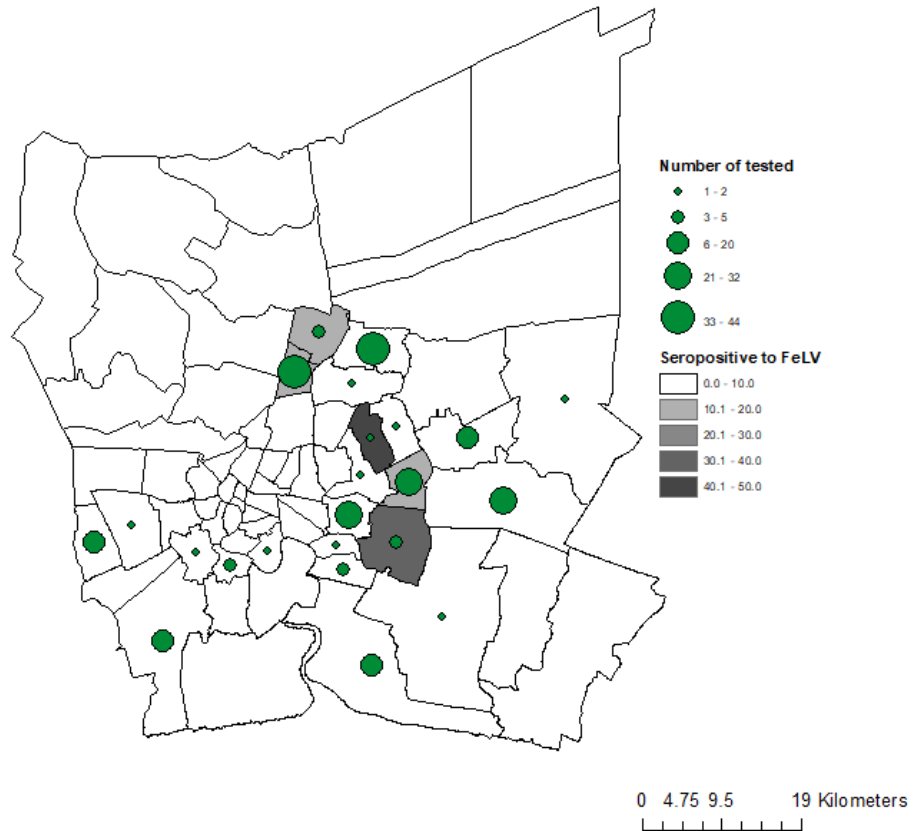 Number of tested
1 - 2
3 - 5
6 - 20
21 - 32
33 - 44
Seropositive to FeLV
0.0 - 10.0
10.1 - 20.0
20.1 - 30.0
30.1 - 40.0
40.1 - 50.0
0 4.75 9.5 19 Kilometers